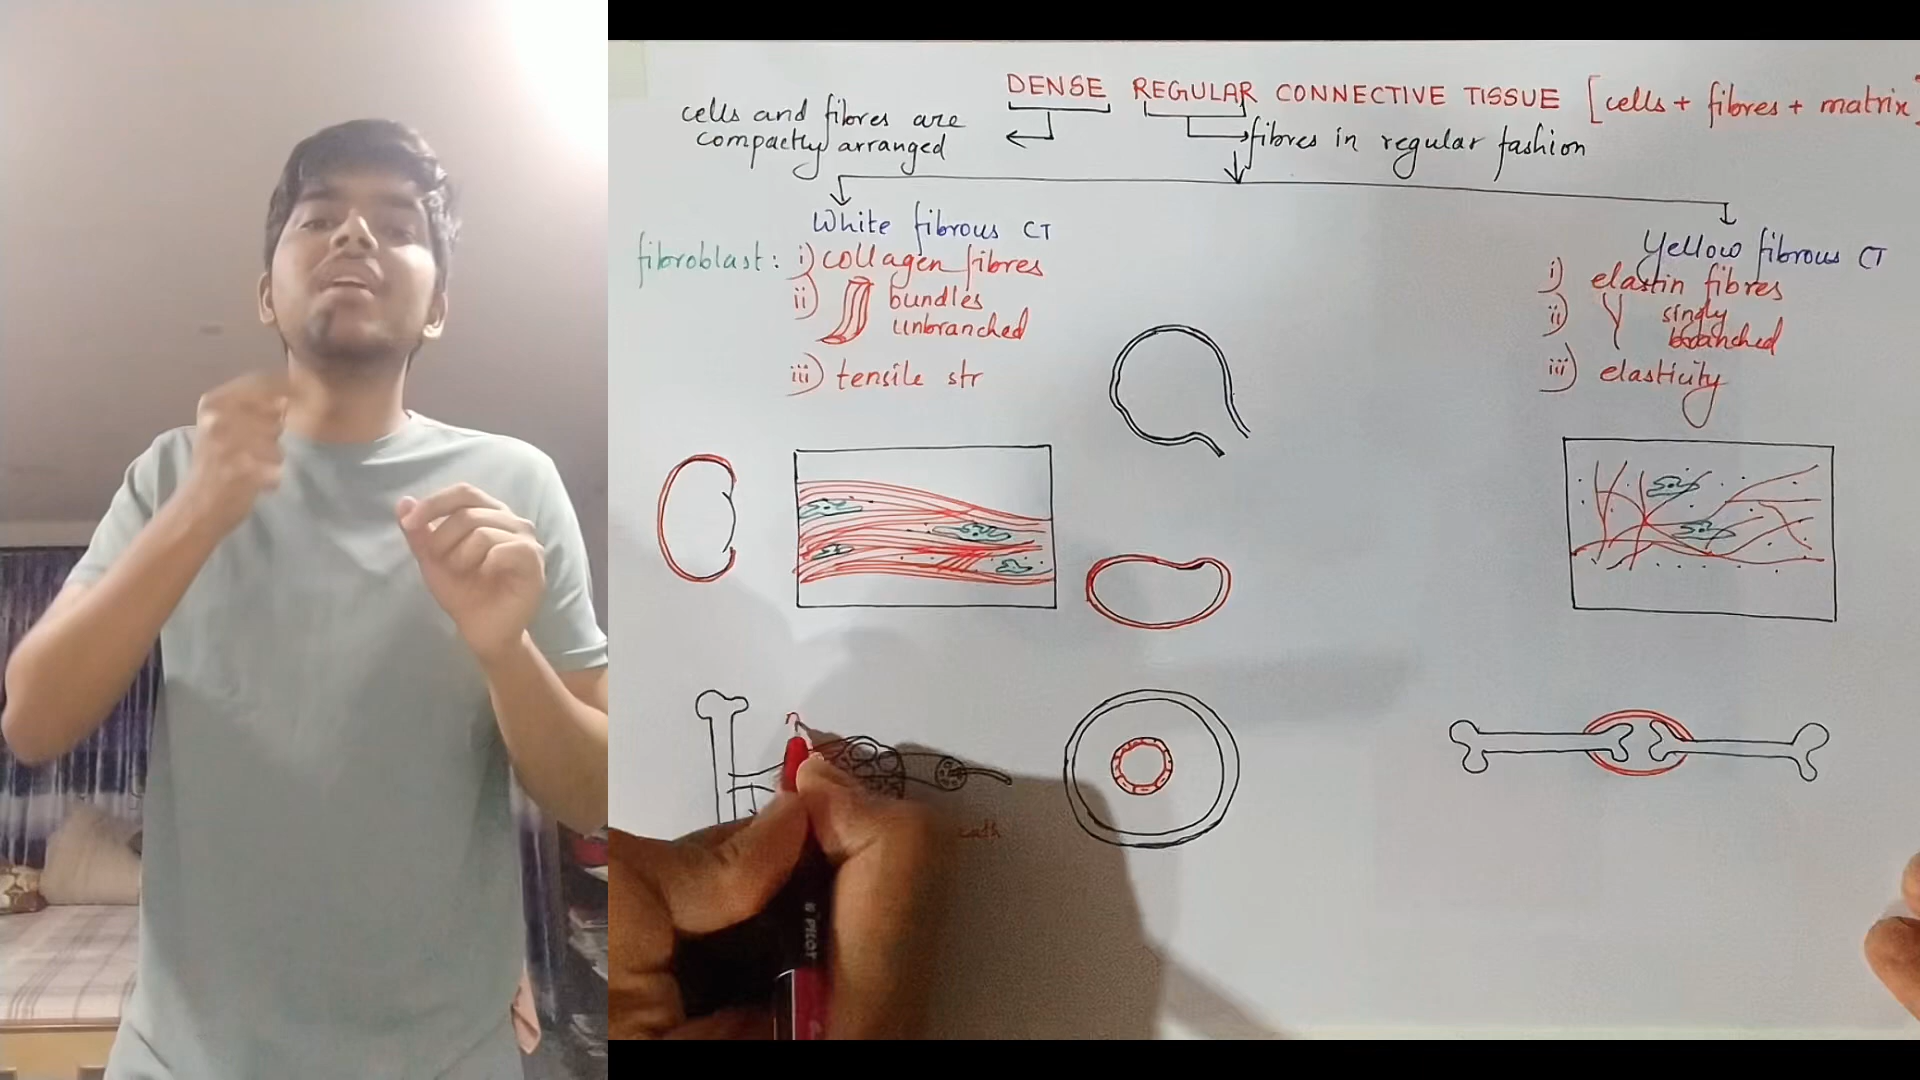 DENSE REGULAR CONNECTIVE TISSUE [cells + fibres + matrix]
cells and fibres are
compactly arranged
fibres in regular fashion
White fibrous CT
fibroblast: i) collagen fibres
ii) bundles
unbranched
iii) tensile str
Yellow fibrous CT
i) elastin fibres
ii) singly
branched
iii) elasticity
PILOT